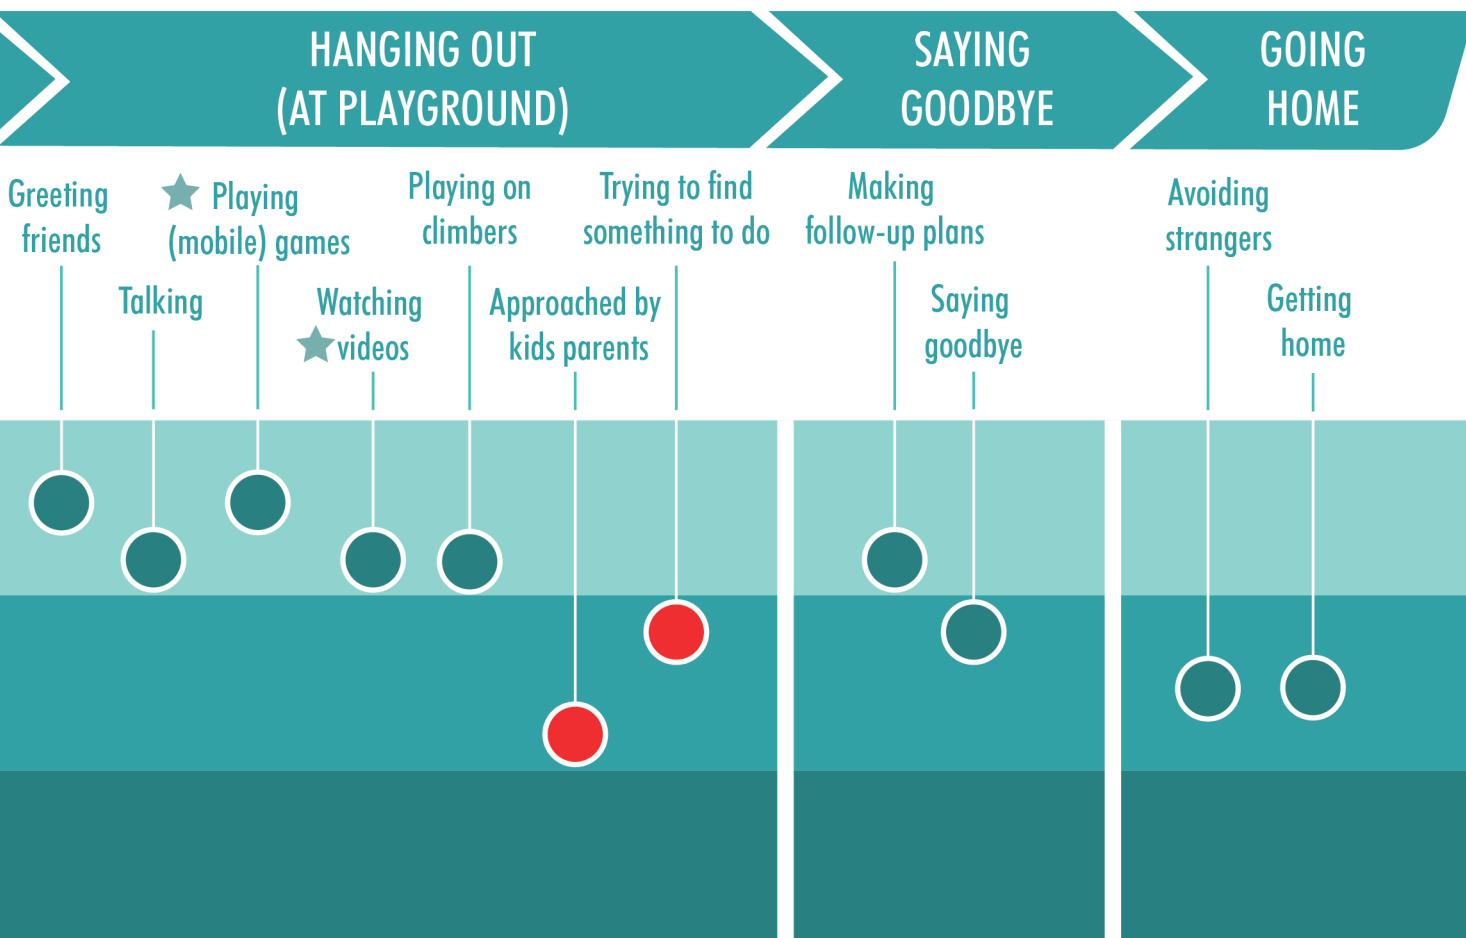 HANGING OUT
(AT PLAYGROUND)
SAYING
GOODBYE
GOING
HOME
Greeting
friends
Talking
Playing
(mobile) games
Watching
videos
Playing on
climbers
Approached by
kids parents
Trying to find
something to do
Making
follow-up plans
Saying
goodbye
Avoiding
strangers
Getting
home